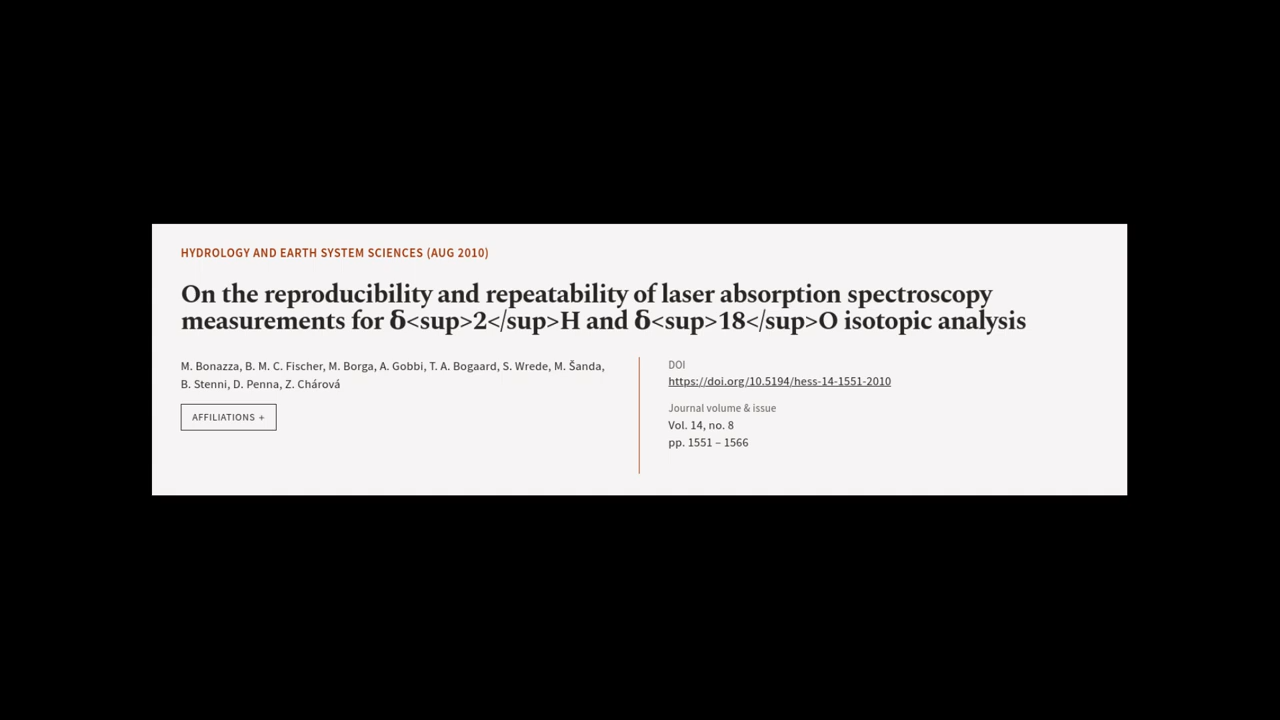 HYDROLOGY AND EARTH SYSTEM SCIENCES (AUG 2010)
On the reproducibility and repeatability of laser absorption spectroscopy
measurements for δ<sup>2</sup>H and δ<sup>18</sup>O isotopic analysis
M. Bonazza, B. M. C. Fischer, M. Borga, A. Gobbi, T. A. Bogaard, S. Wrede, M. Šanda,
B. Stenni, D. Penna, Z. Chárová
AFFILIATIONS +
DOI
https://doi.org/10.5194/hess-14-1551-2010
Journal volume & issue
Vol. 14, no. 8
pp. 1551 – 1566